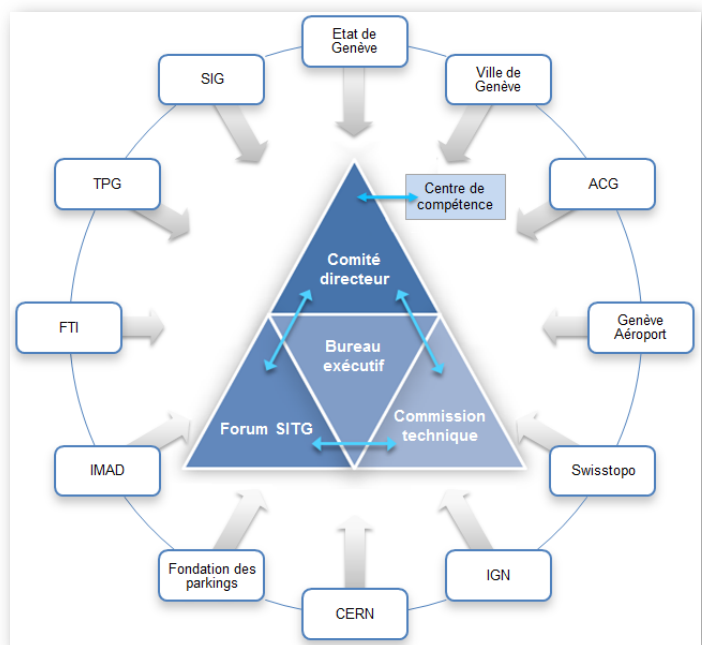 Etat de
Genève
SIG
Ville de
Genève
TPG
Centre de
compétence
ACG
Comité
directeur
FTI
Bureau
exécutif
Genève
Aéroport
Forum SITG
Commission
technique
IMAD
Swisstopo
Fondation des
parkings
IGN
CERN